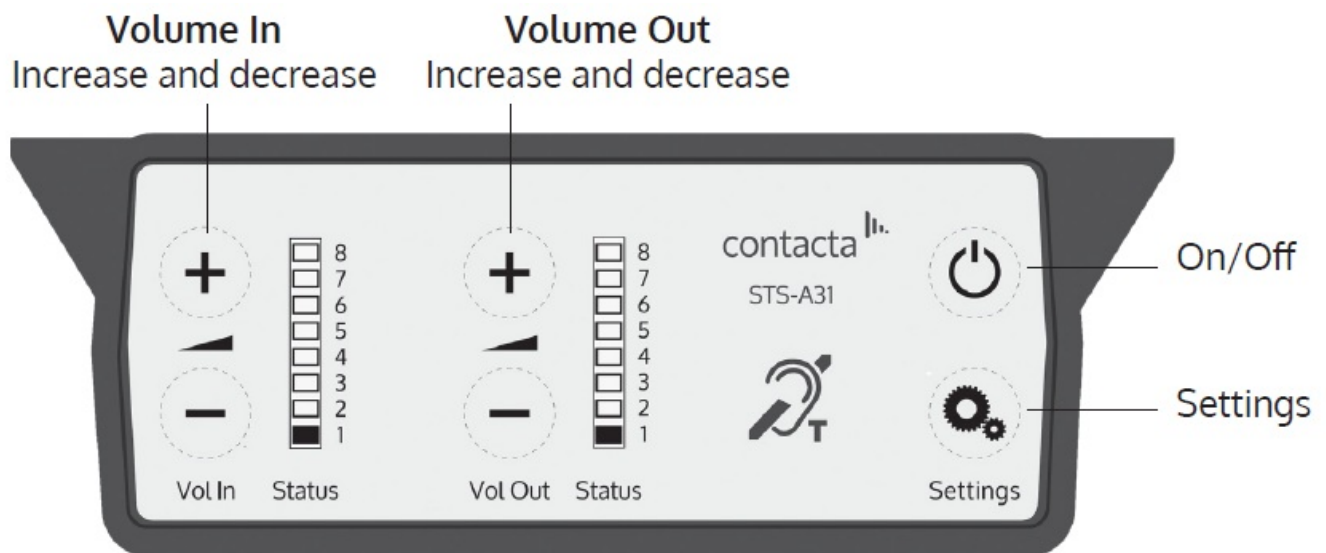 Volume In
Increase and decrease
Volume Out
Increase and decrease
8
7
6
5
4
3
2
1
Vol In
Status
8
7
6
5
4
3
2
1
Vol Out
Status
contacta
STS-A31
T
On/Off
Settings
Settings